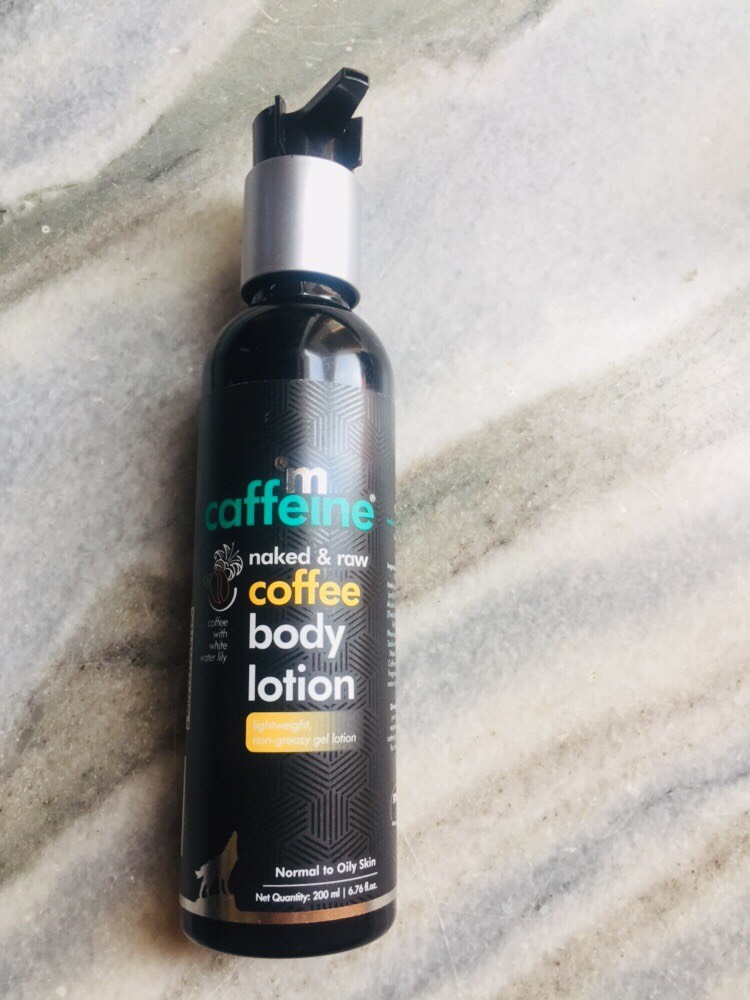 m
caffeine®
naked & raw
coffee
body
lotion
coffee
with
white
water lily
lightweight,
non-greasy gel lotion
Normal to Oily Skin
Net Quantity: 200 ml | 6.76 fl.oz.